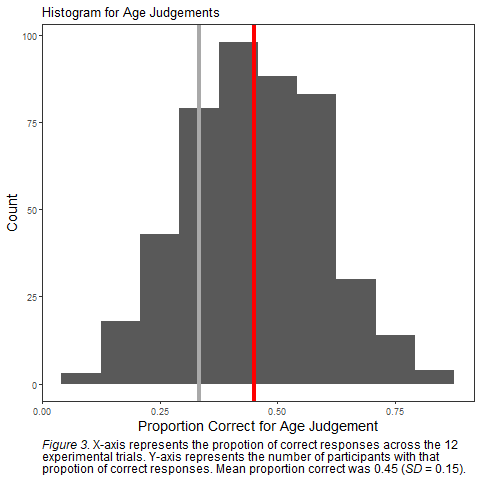 Histogram for Age Judgements
100
75
50
25
0
Count
0.00 0.25 0.50 0.75
Proportion Correct for Age Judgement
Figure 3. X-axis represents the propotion of correct responses across the 12
experimental trials. Y-axis represents the number of participants with that
propotion of correct responses. Mean proportion correct was 0.45 (SD = 0.15).